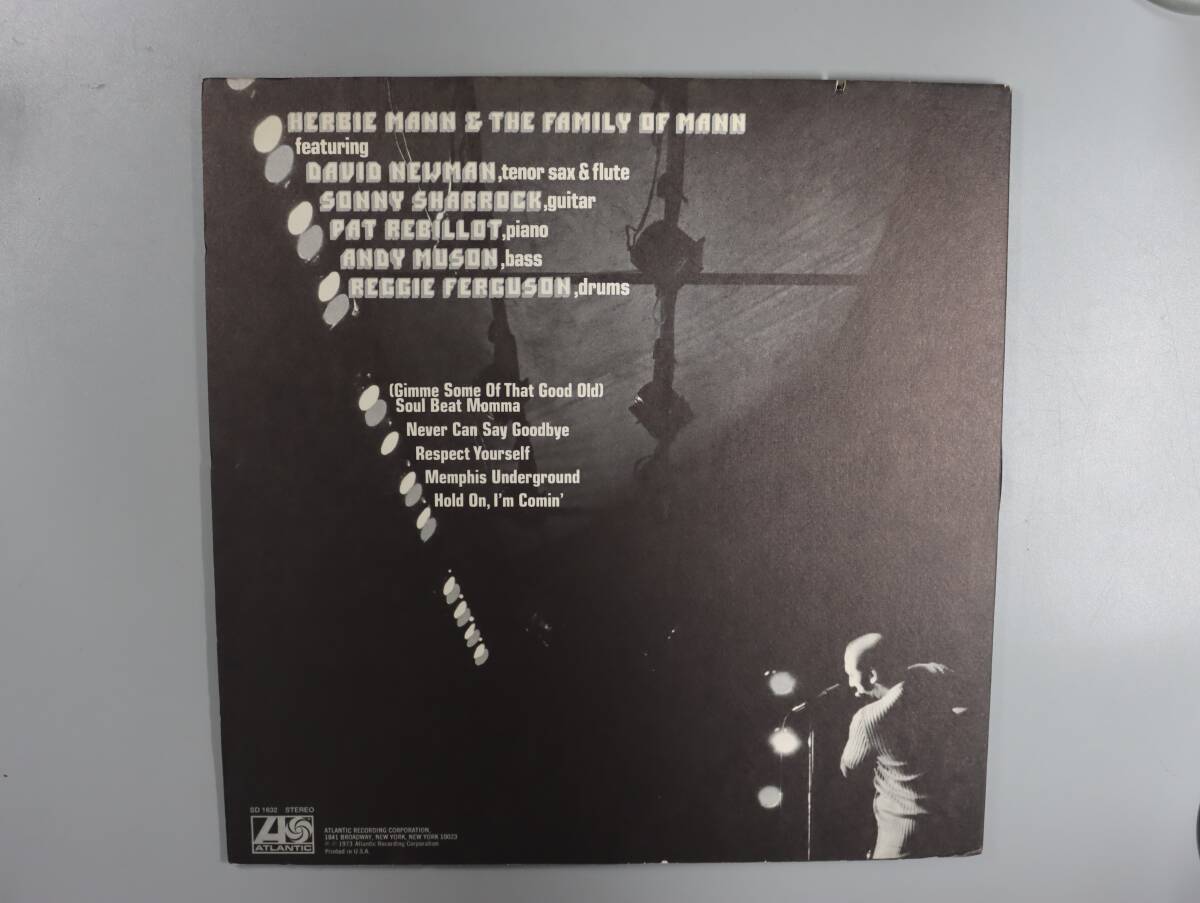 HERBIE MANN & THE FAMILY OF MANN
featuring
DAVID NEWMAN, tenor sax & flute
SONNY SHARROCK, guitar
PAT REBILLOT, piano
ANDY MUSON, bass
REGGIE FERGUSON, drums
(Gimme Some Of That Good Old)
Soul Beat Momma
Never Can Say Goodbye
Respect Yourself
Memphis Underground
Hold On, I'm Comin'
SD 1632 STEREO
ATLANTIC
ATLANTIC RECORDING CORPORATION,
1841 BROADWAY, NEW YORK, NEW YORK 10023
℗ © 1973 Atlantic Recording Corporation
Printed in U.S.A.